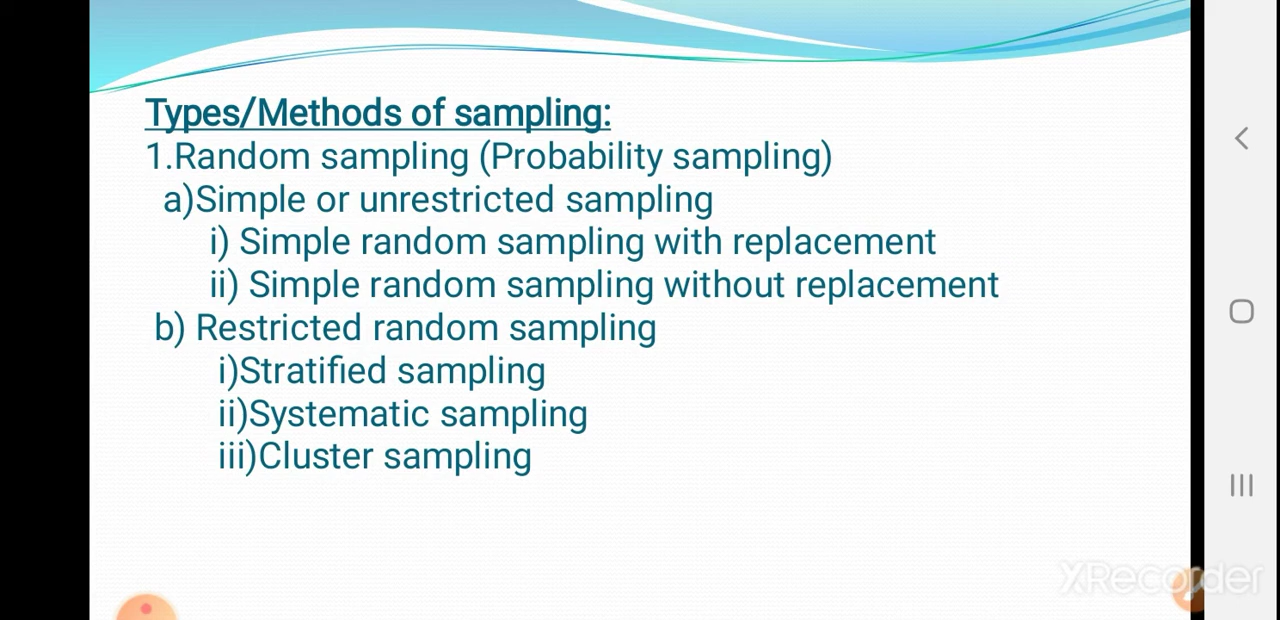 Types/Methods of sampling:
1.Random sampling (Probability sampling)
a)Simple or unrestricted sampling
i) Simple random sampling with replacement
ii) Simple random sampling without replacement
b) Restricted random sampling
i)Stratified sampling
ii)Systematic sampling
iii)Cluster sampling
XRecorder